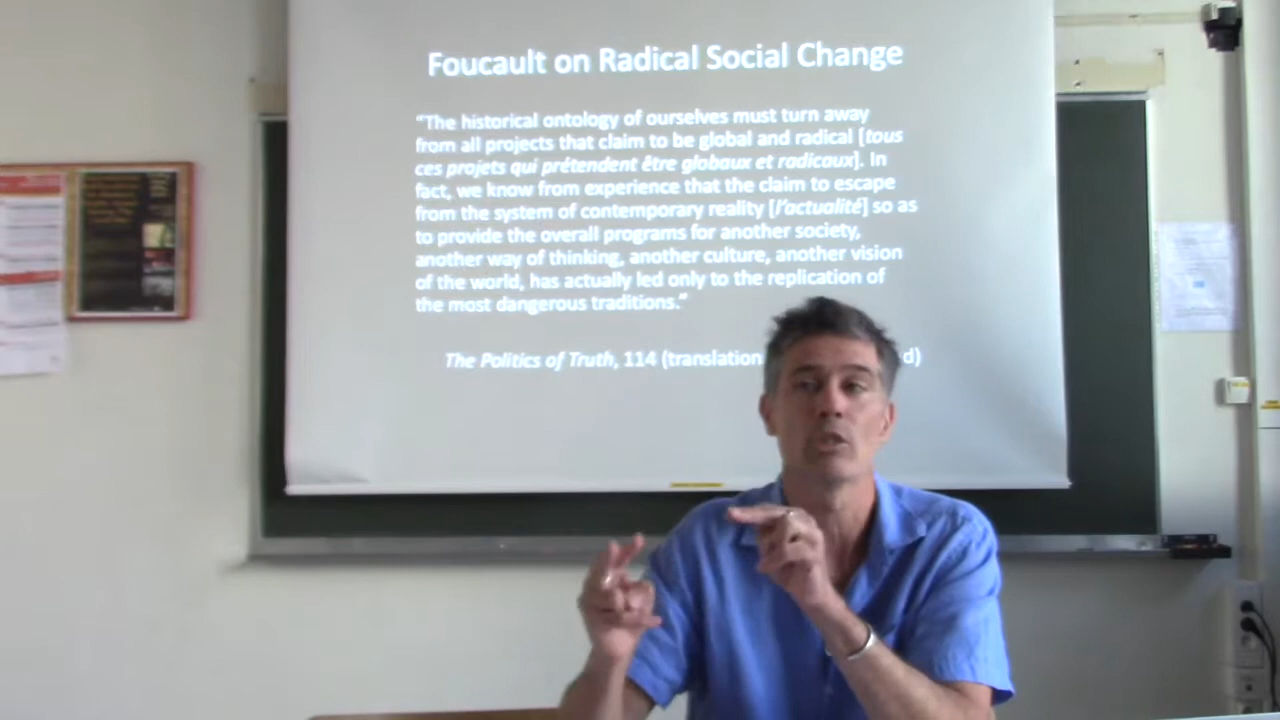 Foucault on Radical Social Change
“The historical ontology of ourselves must turn away
from all projects that claim to be global and radical [tous
ces projets qui prétendent être globaux et radicaux]. In
fact, we know from experience that the claim to escape
from the system of contemporary reality [l’actualité] so as
to provide the overall programs for another society,
another way of thinking, another culture, another vision
of the world, has actually led only to the replication of
the most dangerous traditions.”
The Politics of Truth, 114 (translation d)